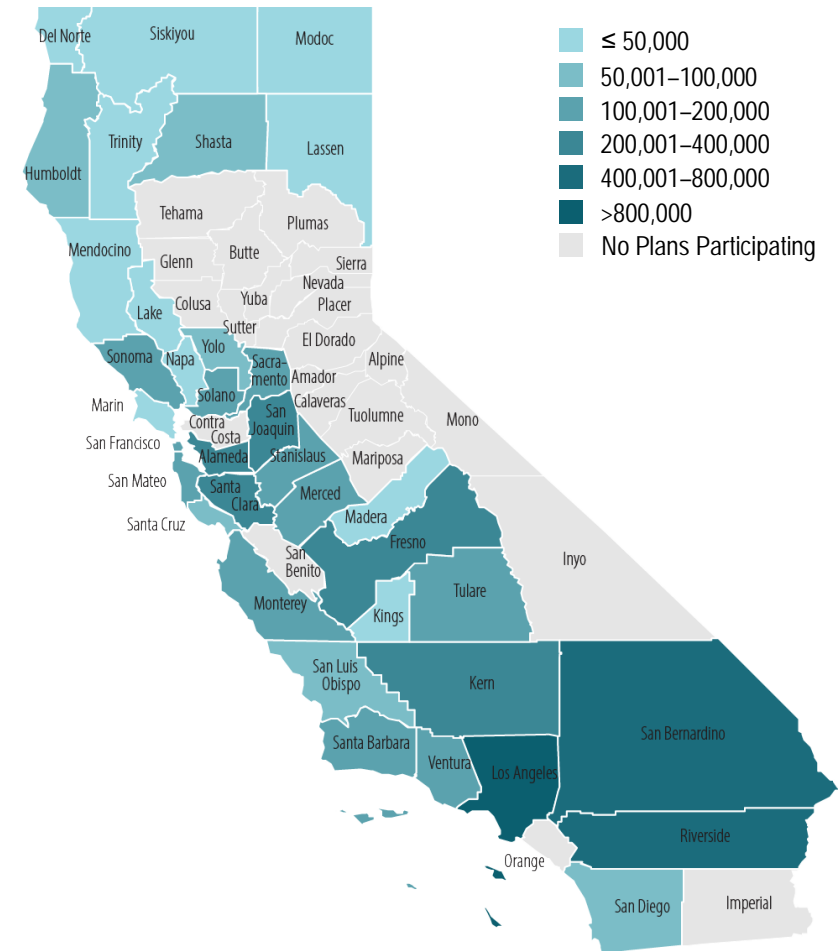 Del Norte
Siskiyou
Modoc
≤ 50,000
50,001–100,000
100,001–200,000
200,001–400,000
400,001–800,000
>800,000
No Plans Participating
Trinity
Shasta
Lassen
Humboldt
Tehama
Plumas
Mendocino
Butte
Glenn
Sierra
Nevada
Lake
Colusa
Yuba
Placer
Sutter
El Dorado
Sonoma
Napa
Yolo
Sacra-
mento
Alpine
Amador
Solano
Calaveras
Marin
Contra
Costa
San
Joaquin
Tuolumne
Mono
San Francisco
Alameda
Stanislaus
Mariposa
San Mateo
Santa
Clara
Merced
Madera
Santa Cruz
Fresno
San
Benito
Inyo
Monterey
Kings
Tulare
San Luis
Obispo
Kern
San Bernardino
Santa Barbara
Ventura
Los Angeles
Riverside
Orange
San Diego
Imperial